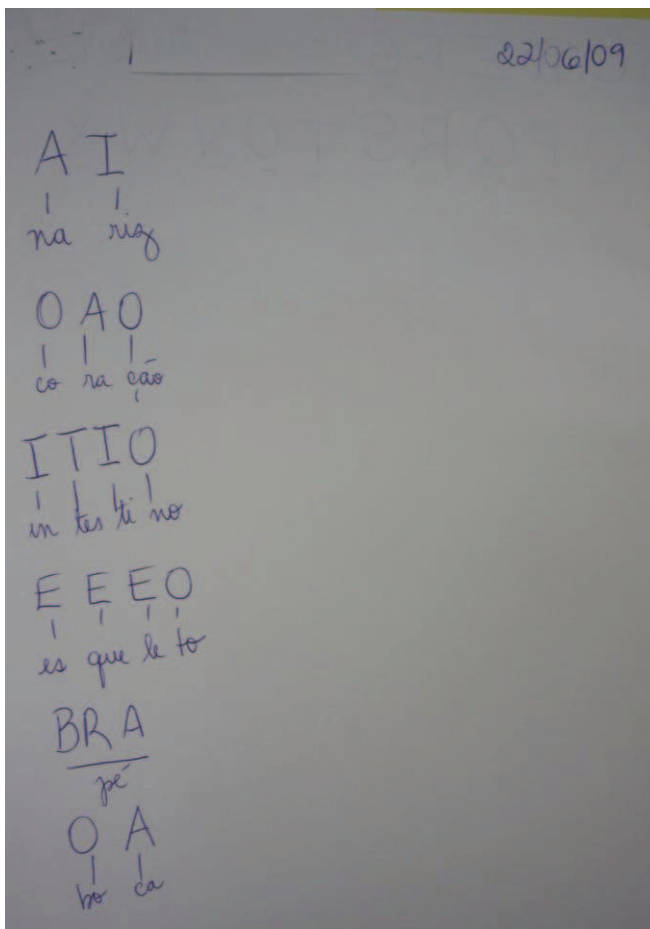 22/06/09
A I
na riz
O A O
co ra ção
I T I O
in tes ti no
E E E O
es que le to
BRA
pé
O A
bo ca